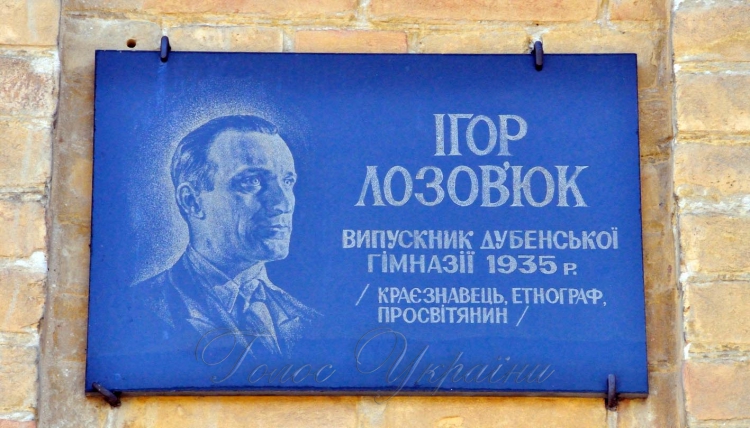 ІГОР
ЛОЗОВ'ЮК
ВИПУСКНИК ДУБЕНСЬКОЇ
ГІМНАЗІЇ 1935 Р.
/ КРАЄЗНАВЕЦЬ, ЕТНОГРАФ,
ПРОСВІТЯНИН /
Голос України